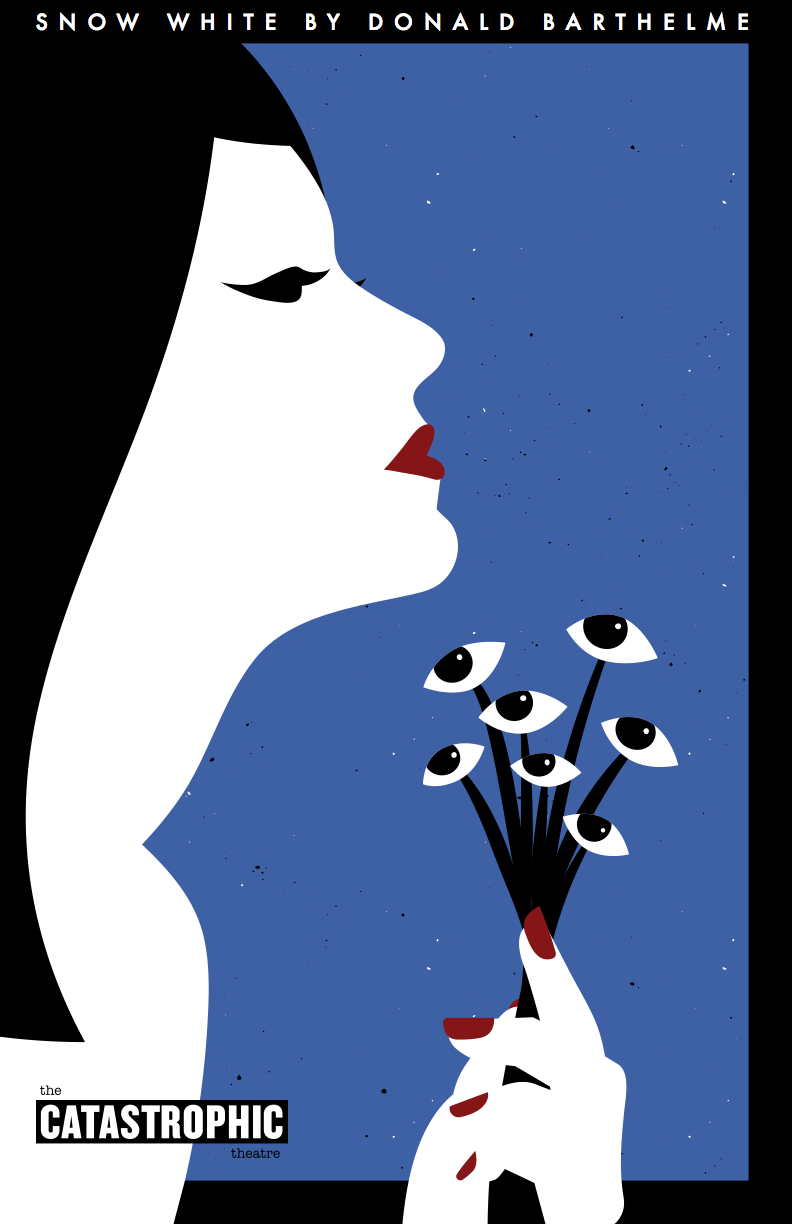 SNOW WHITE BY DONALD BARTHELME
the
CATASTROPHIC
theatre